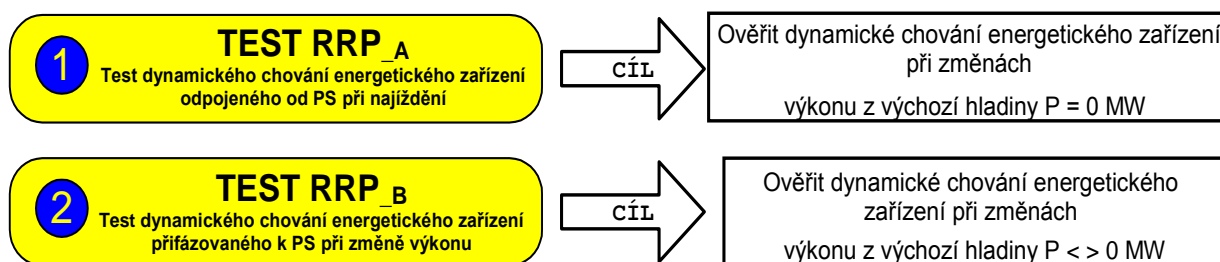 1
TEST RRP_A
Test dynamického chování energetického zařízení
odpojeného od PS při najíždění
CÍL
Ověřit dynamické chování energetického zařízení
při změnách
výkonu z výchozí hladiny P = 0 MW
2
TEST RRP_B
Test dynamického chování energetického zařízení
přifázovaného k PS při změně výkonu
CÍL
Ověřit dynamické chování energetického
zařízení při změnách
výkonu z výchozí hladiny P < > 0 MW